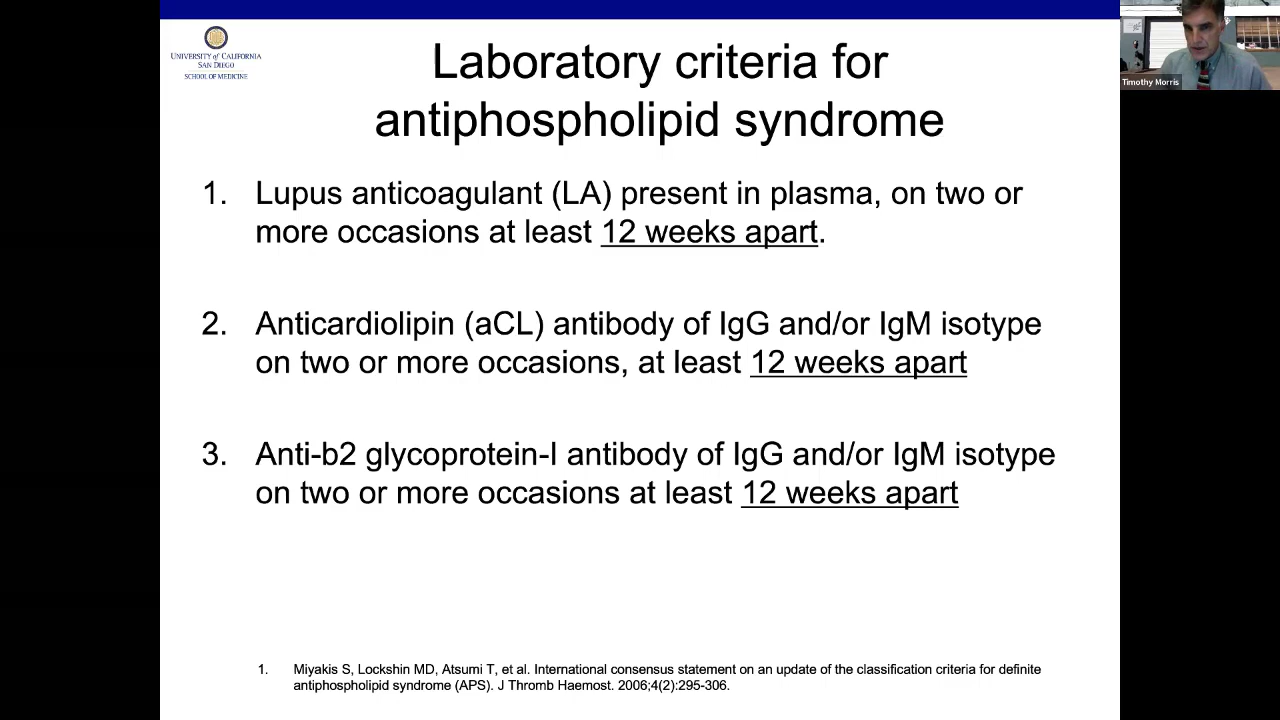 UNIVERSITY of CALIFORNIA
SAN DIEGO
SCHOOL OF MEDICINE
Laboratory criteria for
antiphospholipid syndrome
Timothy Morris
1. Lupus anticoagulant (LA) present in plasma, on two or
more occasions at least 12 weeks apart.
2. Anticardiolipin (aCL) antibody of IgG and/or IgM isotype
on two or more occasions, at least 12 weeks apart
3. Anti-b2 glycoprotein-I antibody of IgG and/or IgM isotype
on two or more occasions at least 12 weeks apart
1. Miyakis S, Lockshin MD, Atsumi T, et al. International consensus statement on an update of the classification criteria for definite
antiphospholipid syndrome (APS). J Thromb Haemost. 2006;4(2):295-306.